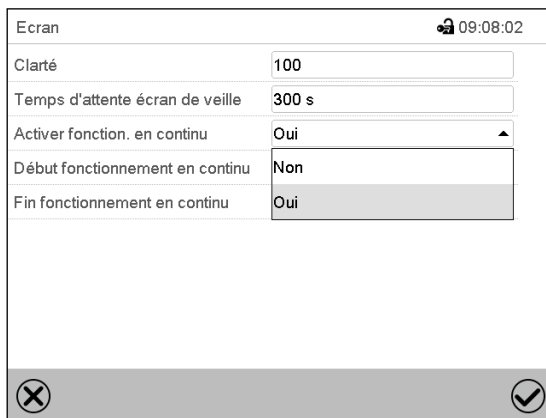 Ecran 09:08:02
Clarté 100
Temps d'attente écran de veille 300 s
Activer fonction. en continu Oui
Début fonctionnement en continu Non
Fin fonctionnement en continu Oui